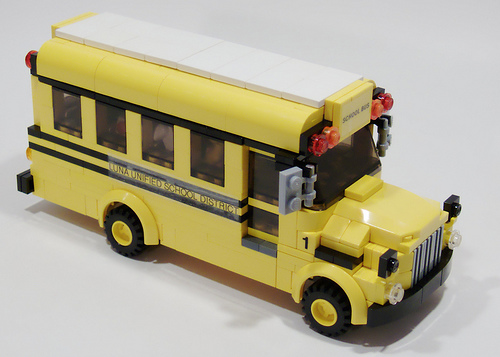 SCHOOL BUS
LUNA UNIFIED SCHOOL DISTRICT
1